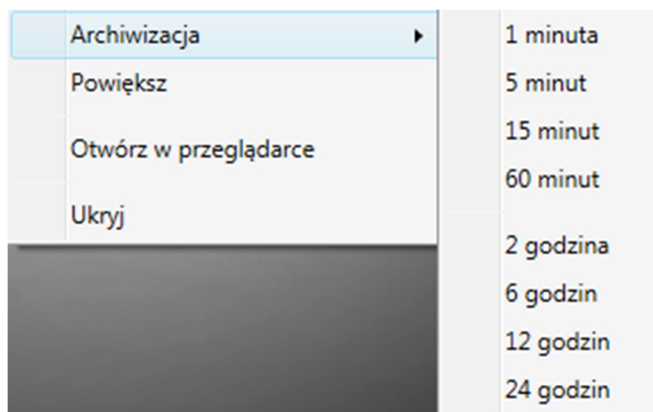 Archiwizacja
Powiększ
Otwórz w przeglądarce
Ukryj
1 minuta
5 minut
15 minut
60 minut
2 godzina
6 godzin
12 godzin
24 godzin